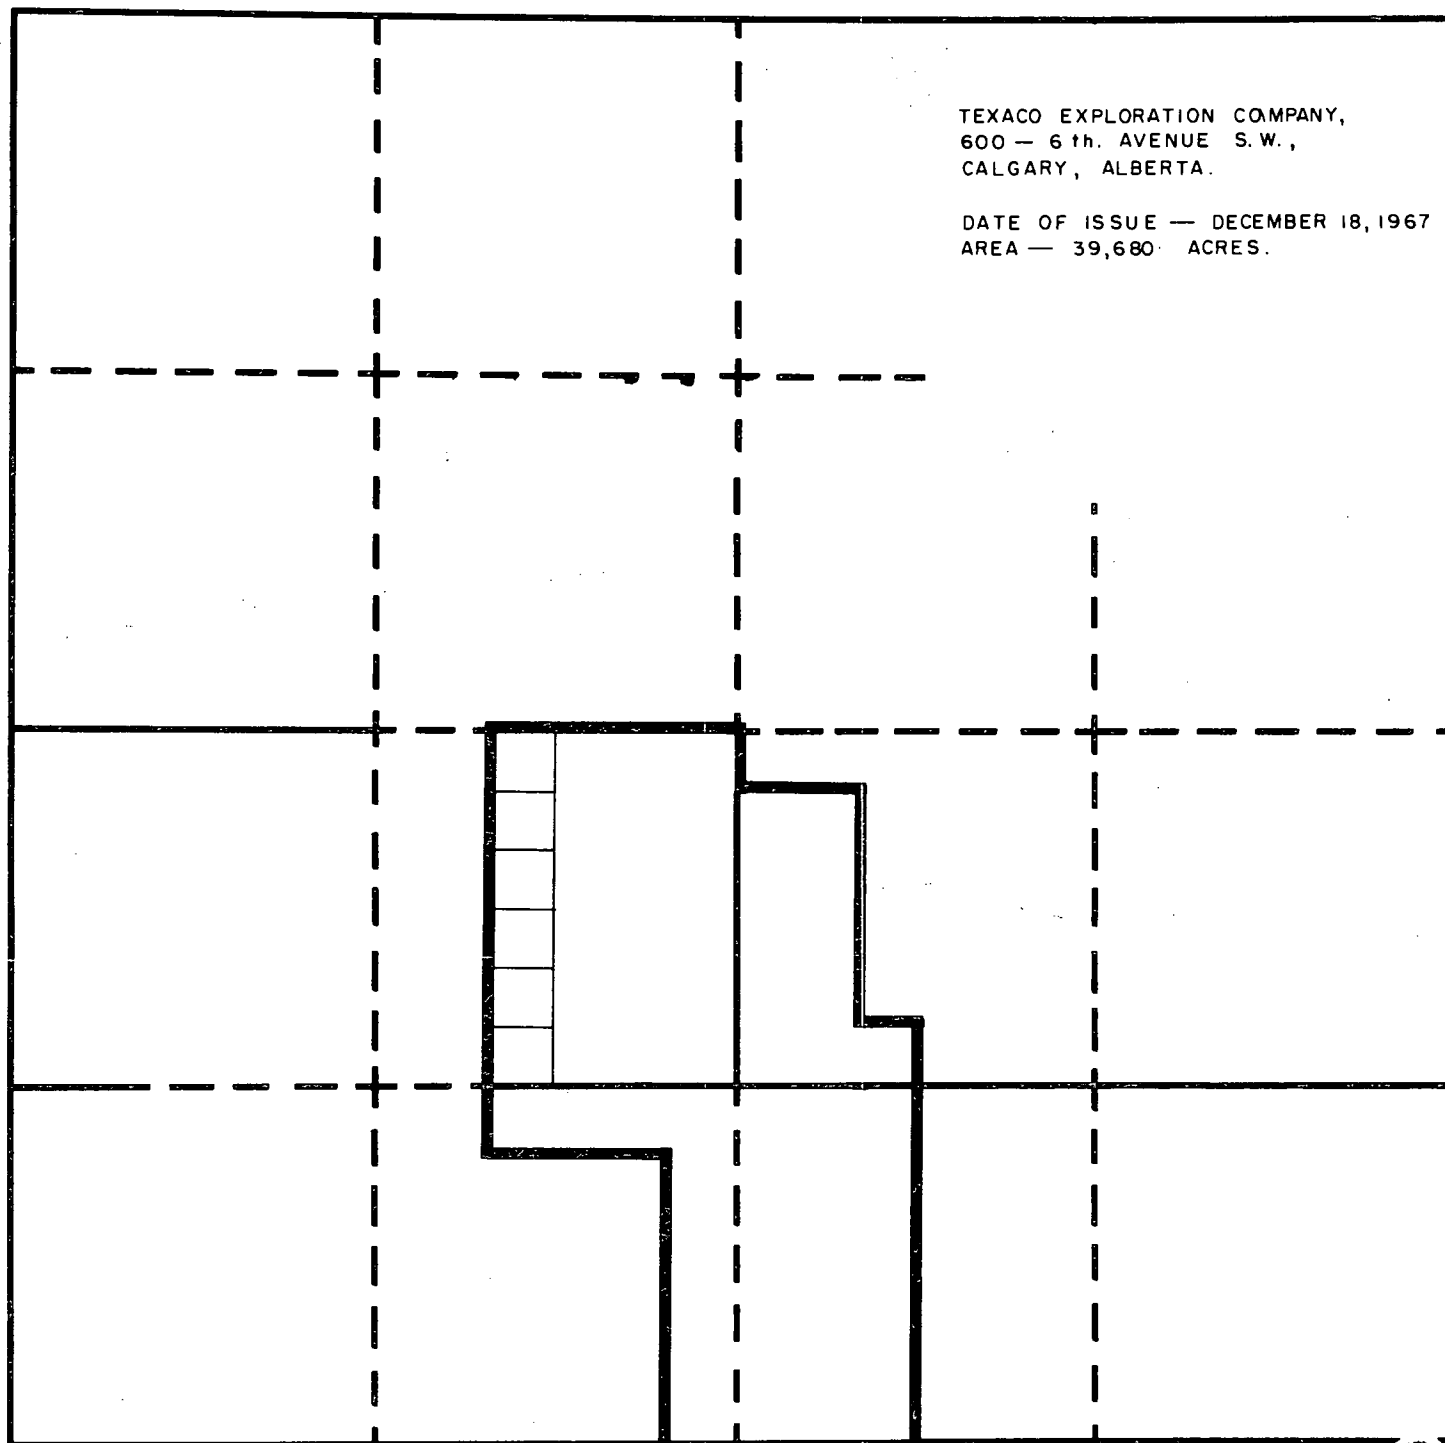 TEXACO EXPLORATION COMPANY,
600 — 6 th. AVENUE S.W.,
CALGARY, ALBERTA.
DATE OF ISSUE — DECEMBER 18, 1967
AREA — 39,680 ACRES.